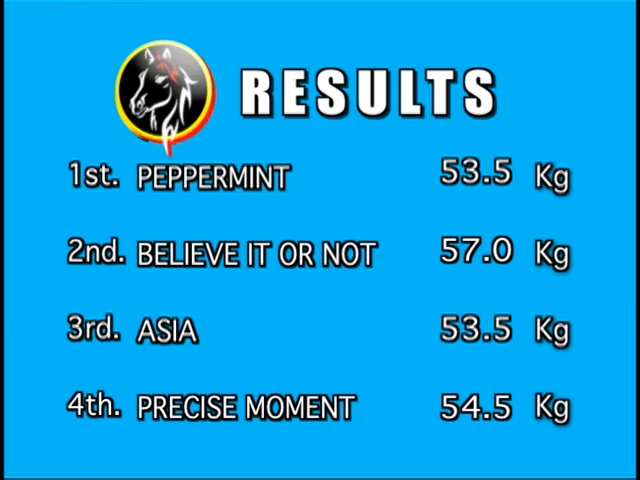 RESULTS
1st. PEPPERMINT 53.5 Kg
2nd. BELIEVE IT OR NOT 57.0 Kg
3rd. ASIA 53.5 Kg
4th. PRECISE MOMENT 54.5 Kg